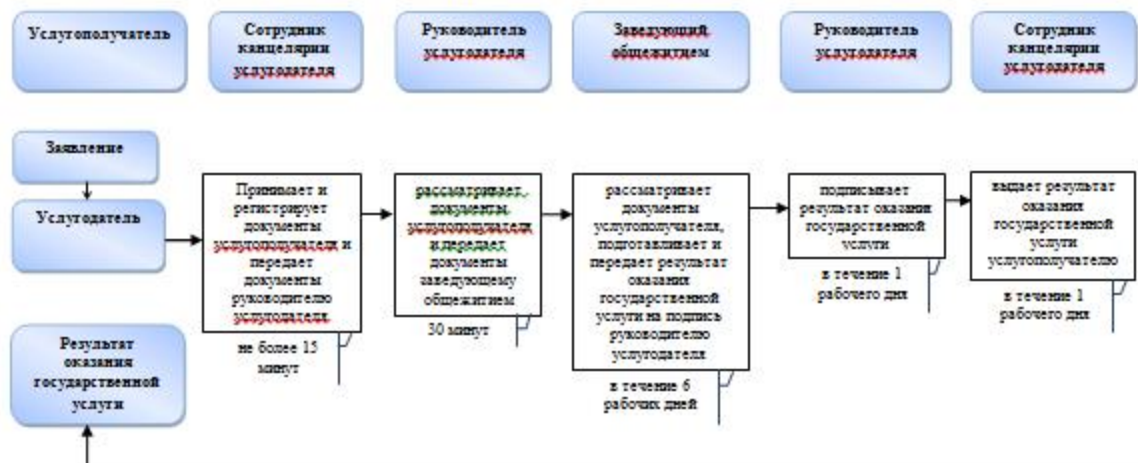 Услугополучатель
Сотрудник
канцелярии
услугодателя
Руководитель
услугодателя
Заведующий
общежитием
Руководитель
услугодателя
Сотрудник
канцелярии
услугодателя
Заявление
Услугодатель
Принимает и
регистрирует
документы
услугополучателя и
передает
документы
руководителю
услугодателя
не более 15
минут
рассматривает
документы
услугополучателя
и передает
документы
заведующему
общежитием
30 минут
рассматривает
документы
услугополучателя,
подготавливает и
передает результат
оказания
государственной
услуги на подпись
руководителю
услугодателя
в течение 6
рабочих дней
подписывает
результат оказания
государственной
услуги
в течение 1
рабочего дня
выдает результат
оказания
государственной
услуги
услугополучателю
в течение 1
рабочего дня
Результат
оказания
государственной
услуги